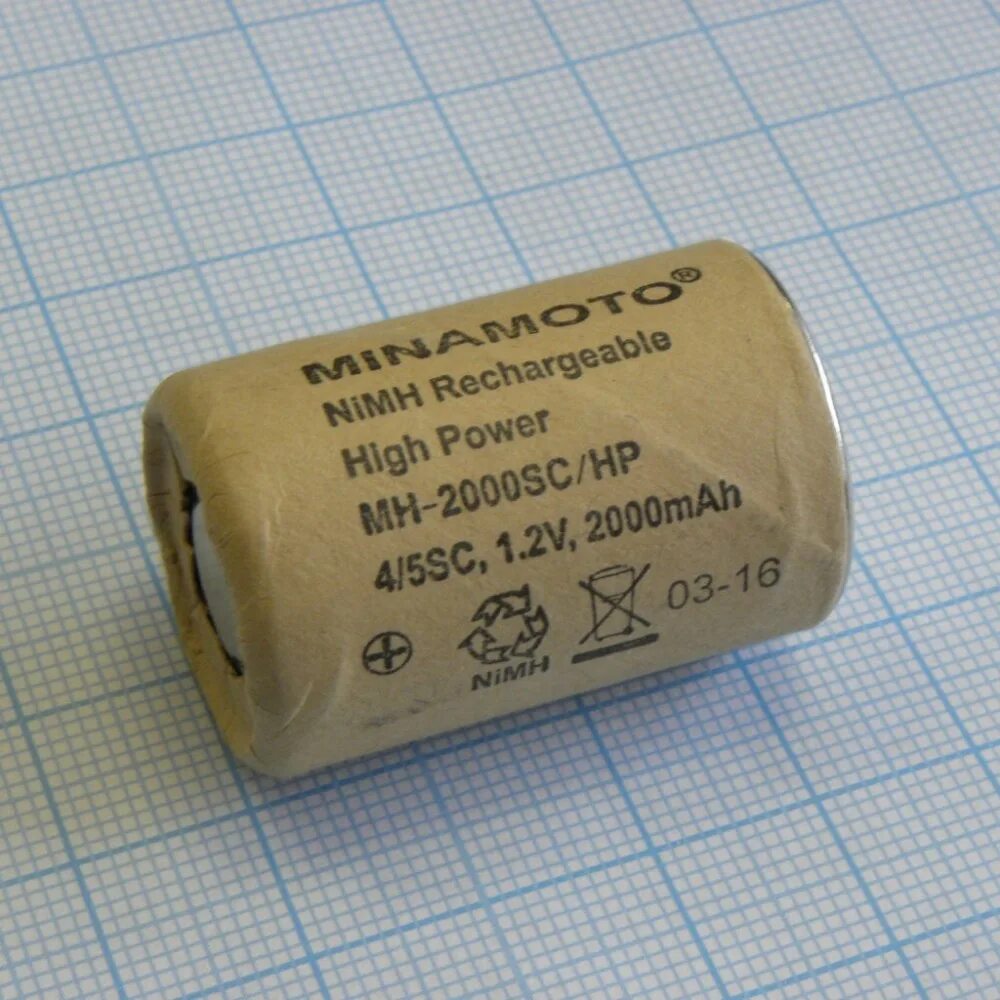 MINAMOTO®
NiMH Rechargeable
High Power
MH-2000SC/HP
4/5SC, 1.2V, 2000mAh
03-16
NiMH